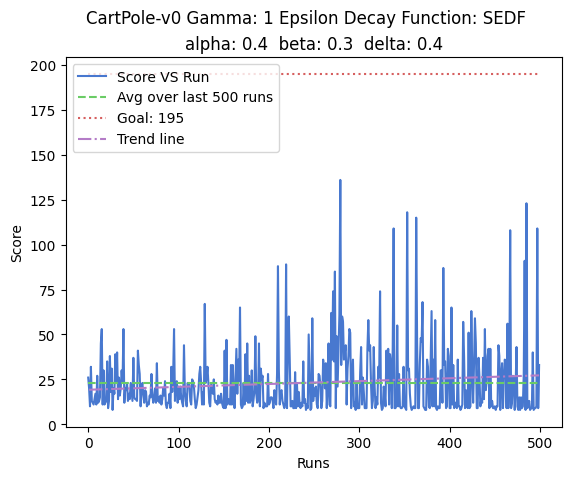 CartPole-v0 Gamma: 1 Epsilon Decay Function: SEDF
alpha: 0.4 beta: 0.3 delta: 0.4
Score VS Run
Avg over last 500 runs
Goal: 195
Trend line
Score
200
175
150
125
100
75
50
25
0
0 100 200 300 400 500
Runs